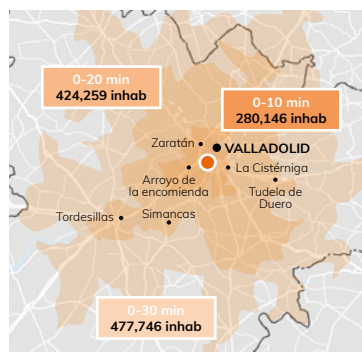 0-20 min
424,259 inhab
0-10 min
280,146 inhab
Zaratán
VALLADOLID
La Cistérniga
Arroyo de
la encomienda
Tudela de
Duero
Tordesillas
Simancas
0-30 min
477,746 inhab